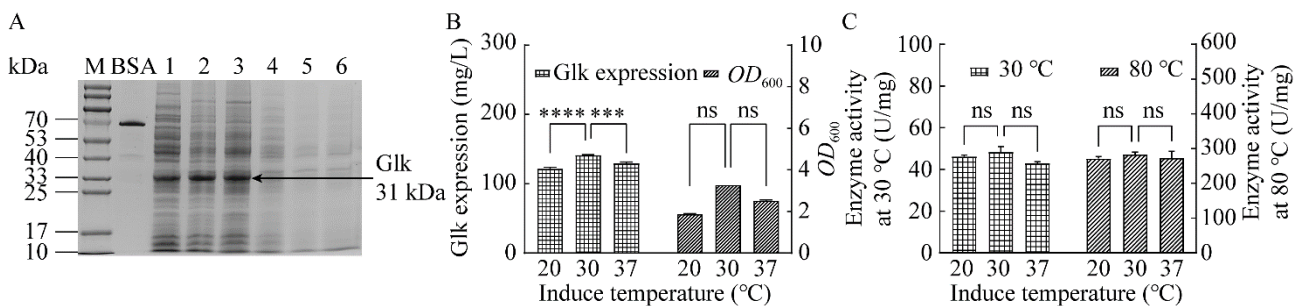 A
kDa M BSA 1 2 3 4 5 6
70
53
40
33
25
17
10
Glk
31 kDa
B
Glk expression (mg/L)
300
200
100
0
Glk expression
OD600
**** ***
ns ns
10
8
6
4
2
0
OD600
20 30 37 20 30 37
Induce temperature (℃)
C
Enzyme activity
at 30 ℃ (U/mg)
100
80
60
40
20
0
30 ℃
80 ℃
ns ns ns ns
600
500
400
300
200
100
0
Enzyme activity
at 80 ℃ (U/mg)
20 30 37 20 30 37
Induce temperature (℃)